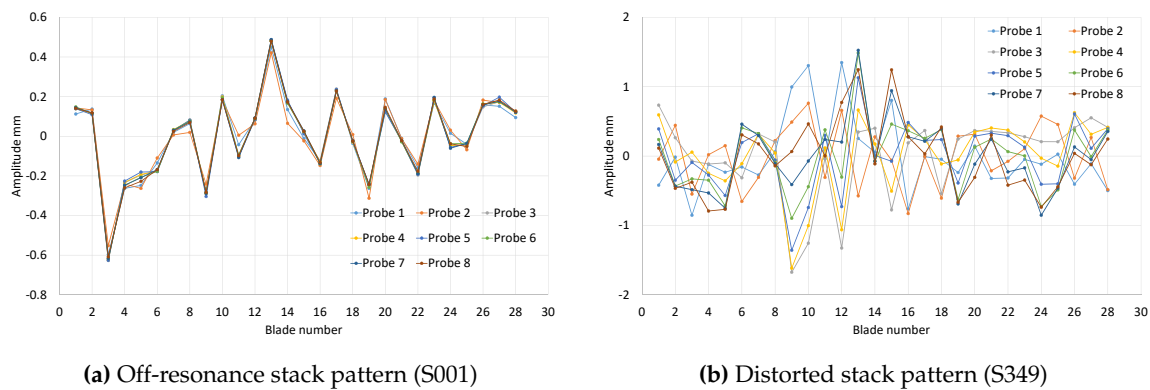 0.6
0.4
0.2
0
-0.2
-0.4
-0.6
-0.8
Amplitude mm
0 2 4 6 8 10 12 14 16 18 20 22 24 26 28 30
Blade number
Probe 1 Probe 2 Probe 3
Probe 4 Probe 5 Probe 6
Probe 7 Probe 8
(a) Off-resonance stack pattern (S001)
2
1
0
-1
-2
Amplitude mm
0 2 4 6 8 10 12 14 16 18 20 22 24 26 28 30
Blade number
Probe 1 Probe 2
Probe 3 Probe 4
Probe 5 Probe 6
Probe 7 Probe 8
(b) Distorted stack pattern (S349)